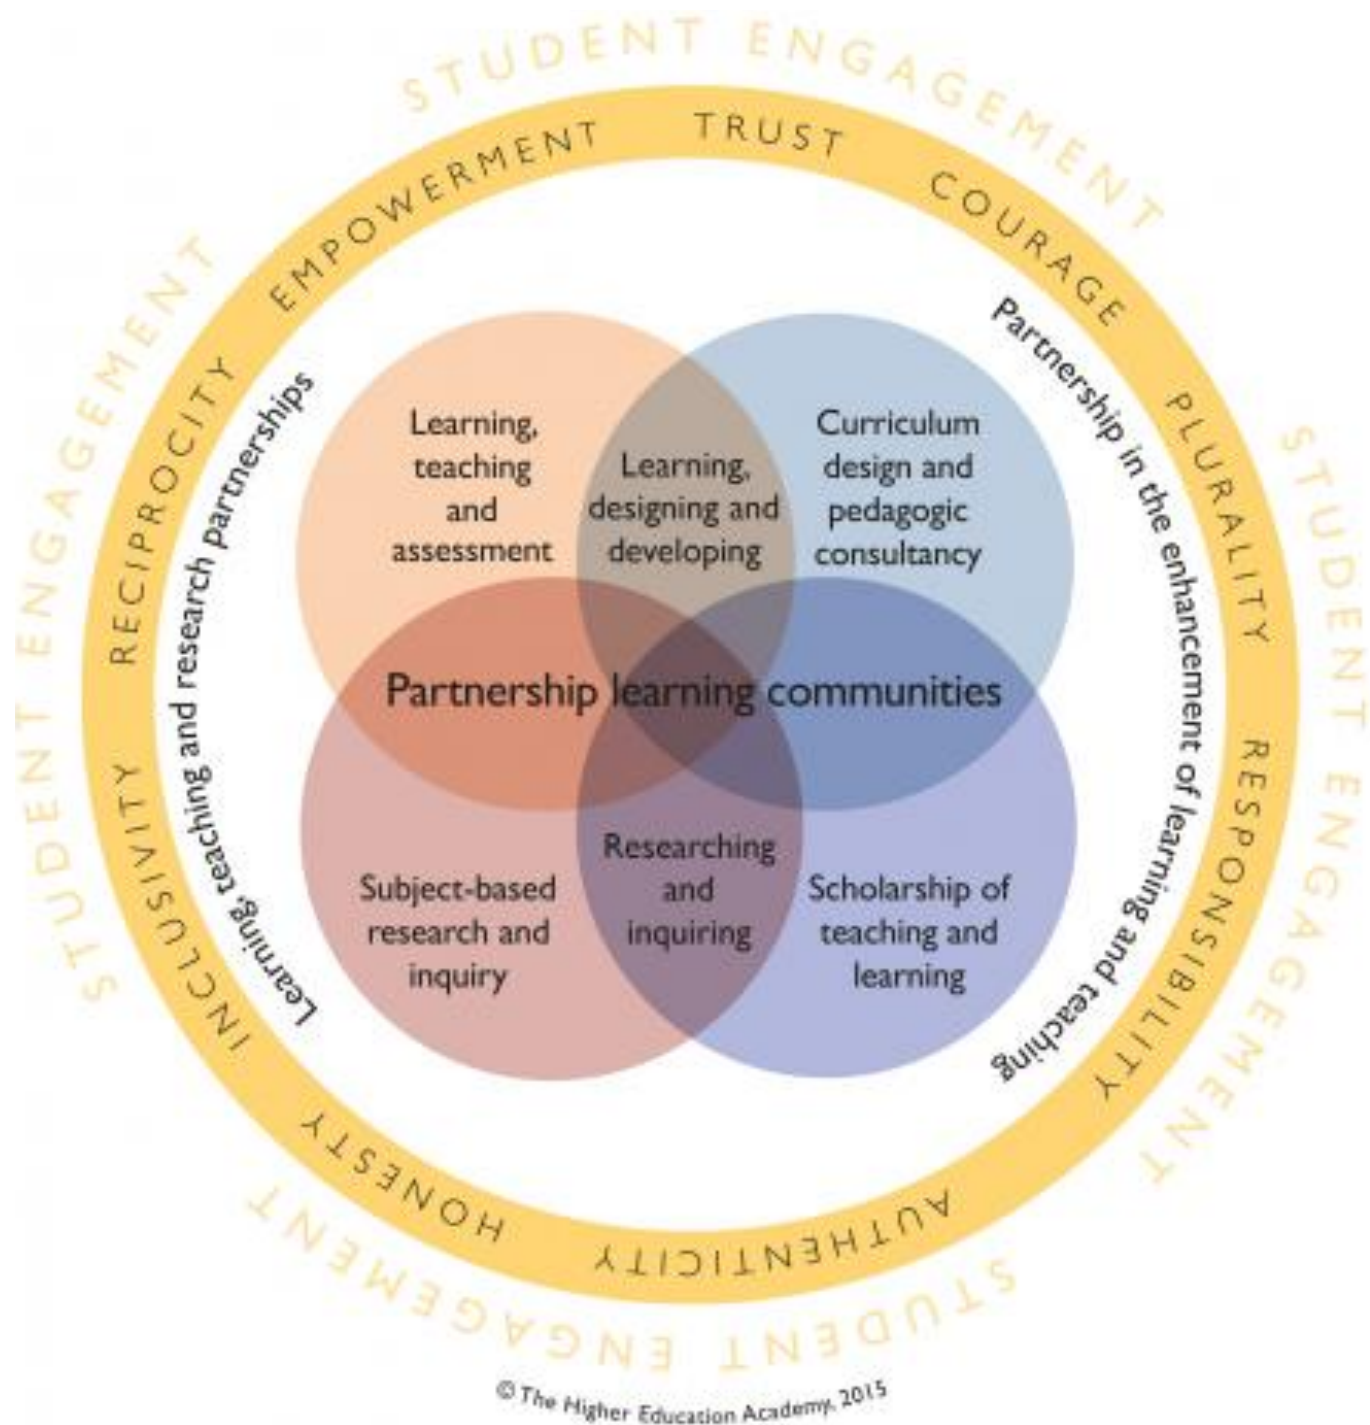 STUDENT ENGAGEMENT
STUDENT ENGAGEMENT
STUDENT ENGAGEMENT
STUDENT ENGAGEMENT
TRUST
COURAGE
PLURALITY
RESPONSIBILITY
AUTHENTICITY
HONESTY
INCLUSIVITY
RECIPROCITY
EMPOWERMENT
Learning, teaching and research partnerships
Partnership in the enhancement of learning and teaching
Learning,
teaching
and
assessment
Learning,
designing and
developing
Curriculum
design and
pedagogic
consultancy
Partnership learning communities
Subject-based
research and
inquiry
Researching
and
inquiring
Scholarship of
teaching and
learning
© The Higher Education Academy, 2015